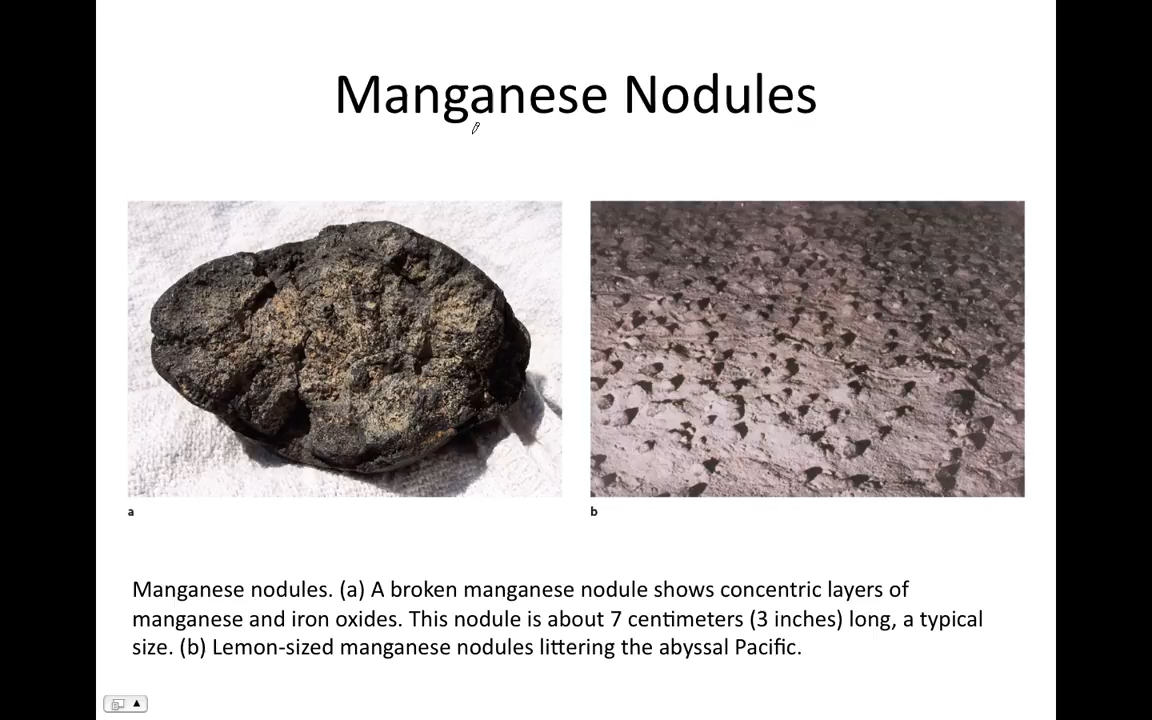 Manganese Nodules
a
b
Manganese nodules. (a) A broken manganese nodule shows concentric layers of
manganese and iron oxides. This nodule is about 7 centimeters (3 inches) long, a typical
size. (b) Lemon-sized manganese nodules littering the abyssal Pacific.